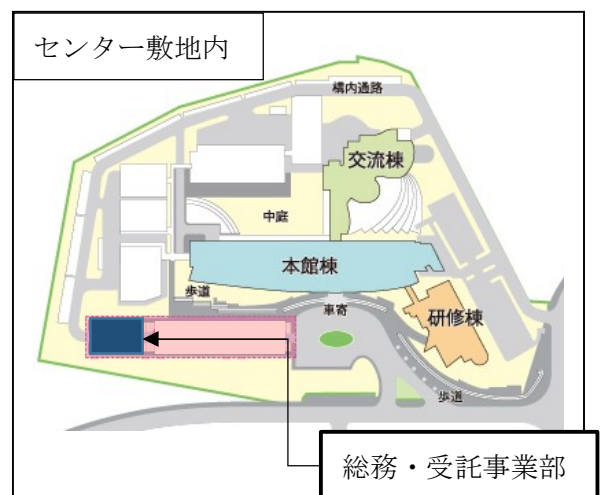 センター敷地内
構内通路
交流棟
中庭
本館棟
歩道
車寄
研修棟
歩道
総務・受託事業部